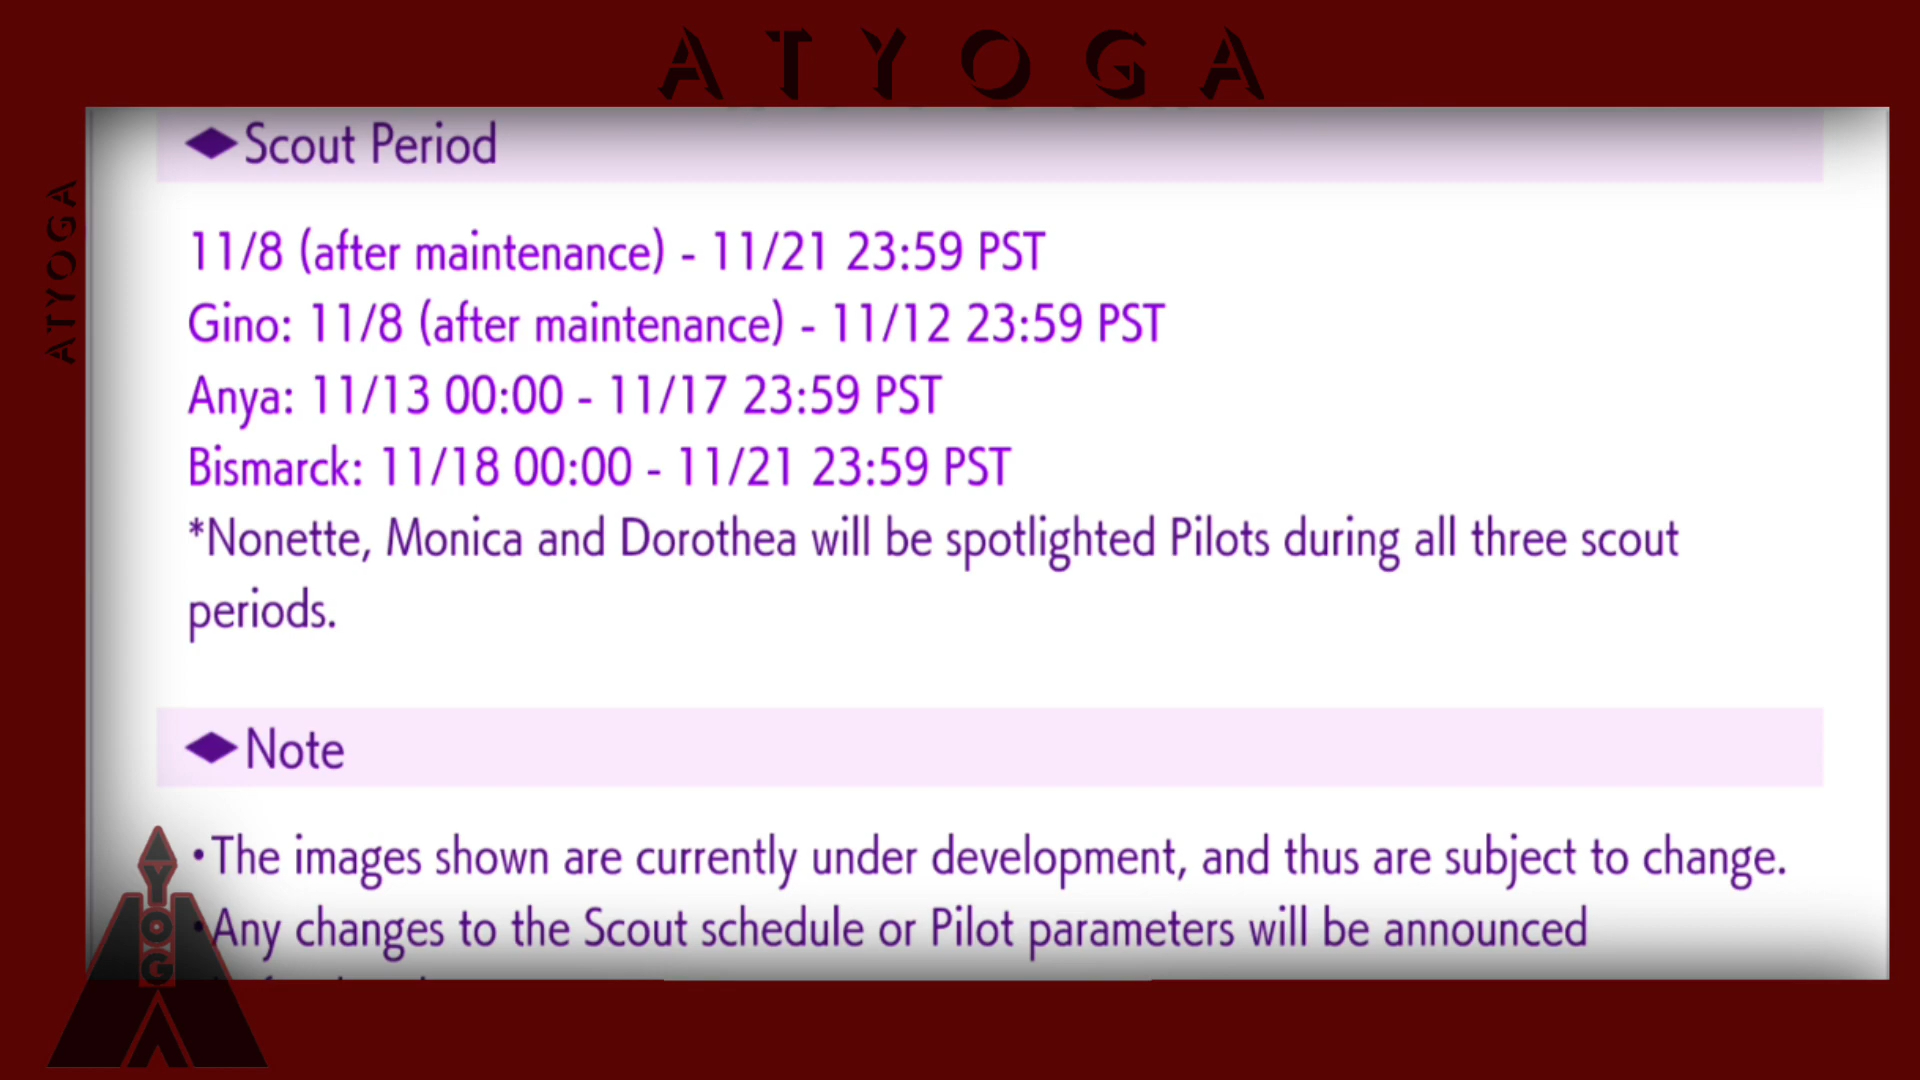 ATYOGA
ATYOGA
◆Scout Period
11/8 (after maintenance) - 11/21 23:59 PST
Gino: 11/8 (after maintenance) - 11/12 23:59 PST
Anya: 11/13 00:00 - 11/17 23:59 PST
Bismarck: 11/18 00:00 - 11/21 23:59 PST
*Nonette, Monica and Dorothea will be spotlighted Pilots during all three scout
periods.
◆Note
・The images shown are currently under development, and thus are subject to change.
・Any changes to the Scout schedule or Pilot parameters will be announced
AYOGA